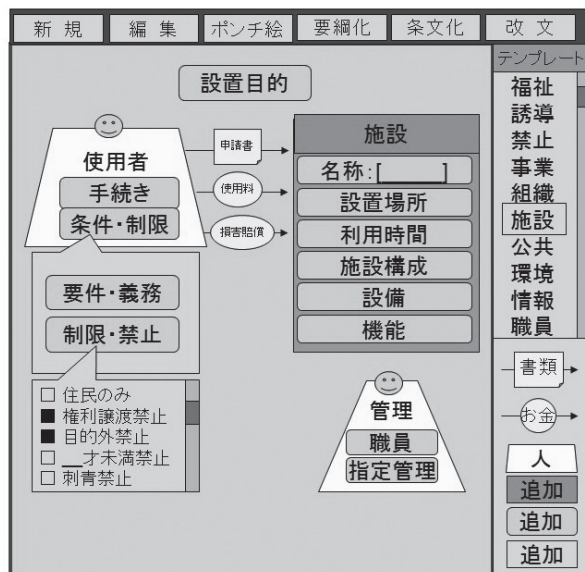 新規 編集 ポンチ絵 要綱化 条文化 改文
設置目的
使用者
手続き
条件・制限
要件・義務
制限・禁止
□ 住民のみ
■ 権利譲渡禁止
■ 目的外禁止
□ __才未満禁止
□ 刺青禁止
申請書
使用料
損害賠償
施設
名称:[ ]
設置場所
利用時間
施設構成
設備
機能
管理
職員
指定管理
テンプレート
福祉
誘導
禁止
事業
組織
施設
公共
環境
情報
職員
書類
お金
人
追加
追加
追加